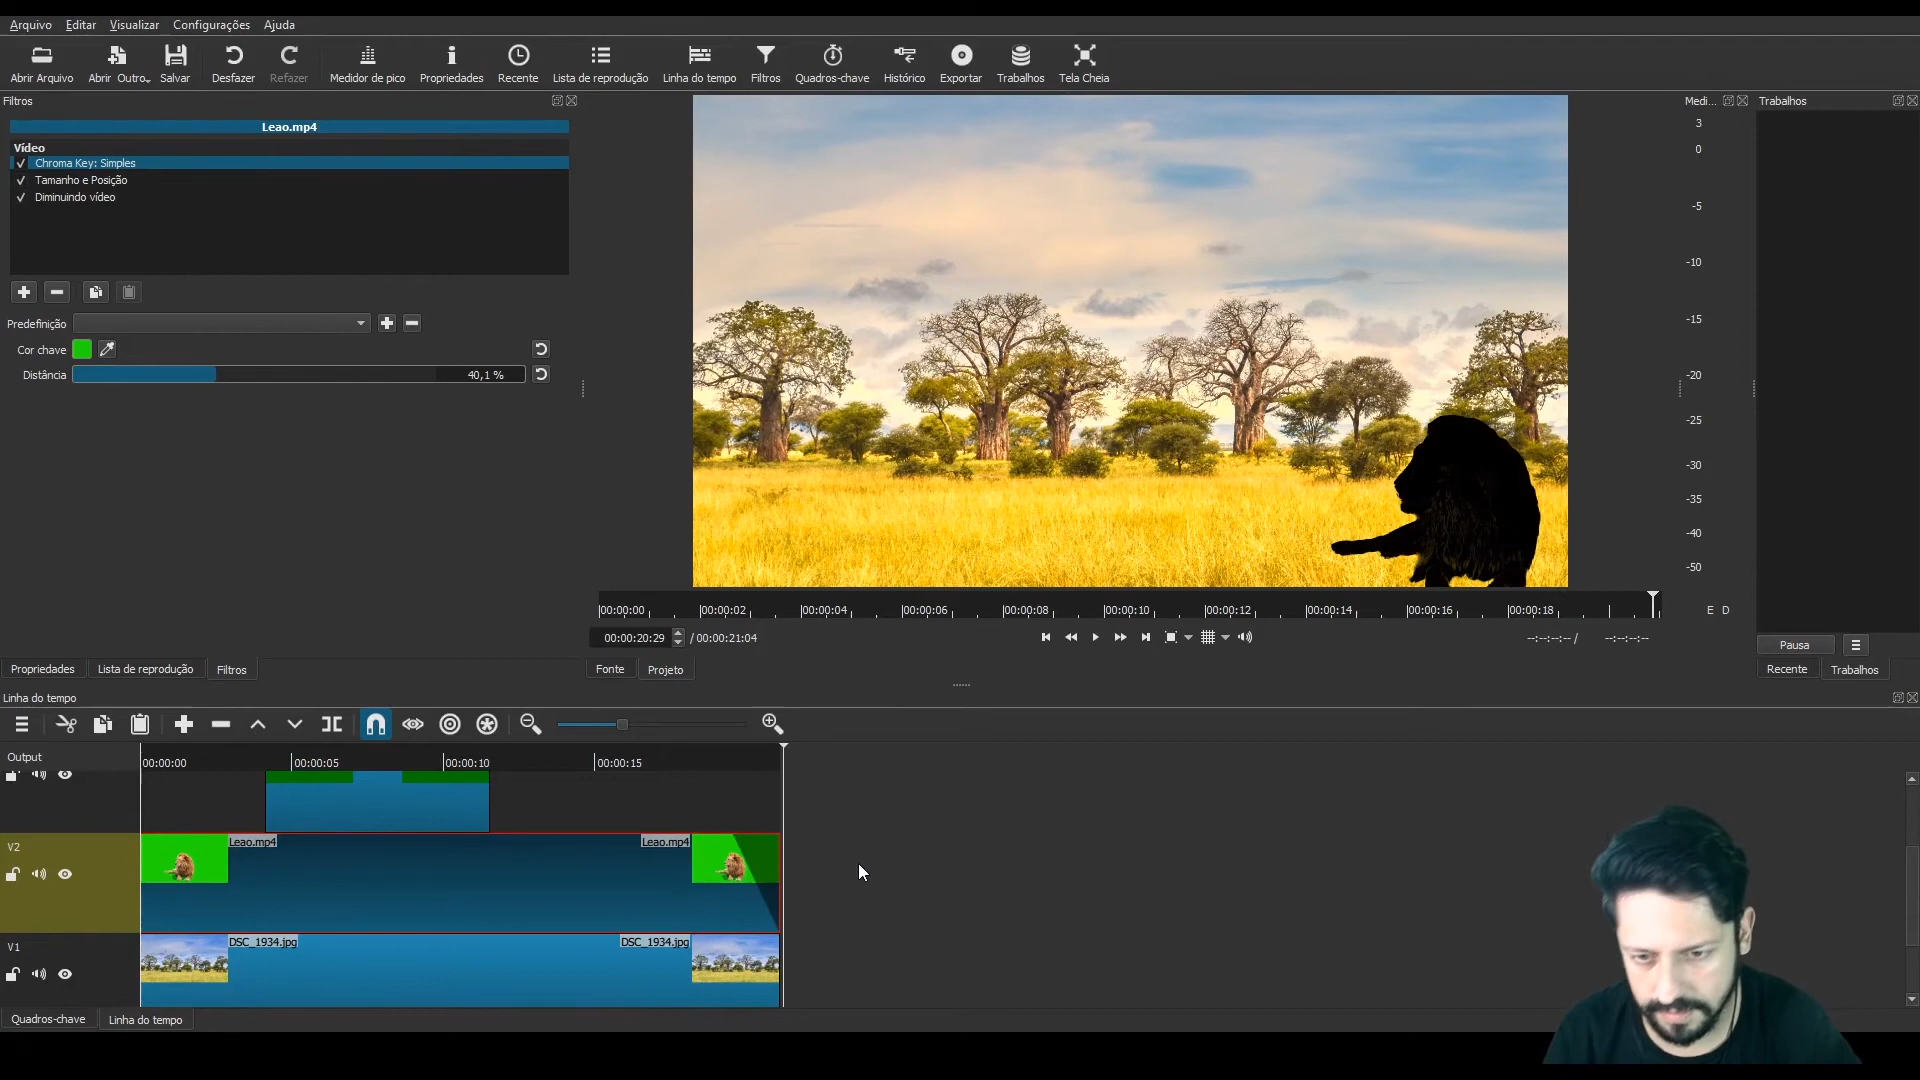 Arquivo Editar Visualizar Configurações Ajuda
Abrir Arquivo Abrir Outro... Salvar Desfazer Refazer Medidor de pico Propriedades Recente Lista de reprodução Linha do tempo Filtros Quadros-chave Histórico Exportar Trabalhos Tela Cheia
Filtros
Medi...
Trabalhos
Leao.mp4
Vídeo
Chroma Key: Simples
Tamanho e Posição
Diminuindo vídeo
Predefinição
Cor chave
Distância 40,1 %
3
0
-5
-10
-15
-20
-25
-30
-35
-40
-50
E D
00:00:00 00:00:02 00:00:04 00:00:06 00:00:08 00:00:10 00:00:12 00:00:14 00:00:16 00:00:18
00:00:20:29 / 00:00:21:04
--:--:--:-- / --:--:--:--
Pausa
Propriedades Lista de reprodução Filtros
Fonte Projeto
Recente Trabalhos
Linha do tempo
Output
00:00:00 00:00:05 00:00:10 00:00:15
V2
Leao.mp4 Leao.mp4
V1
DSC_1934.jpg DSC_1934.jpg
Quadros-chave Linha do tempo